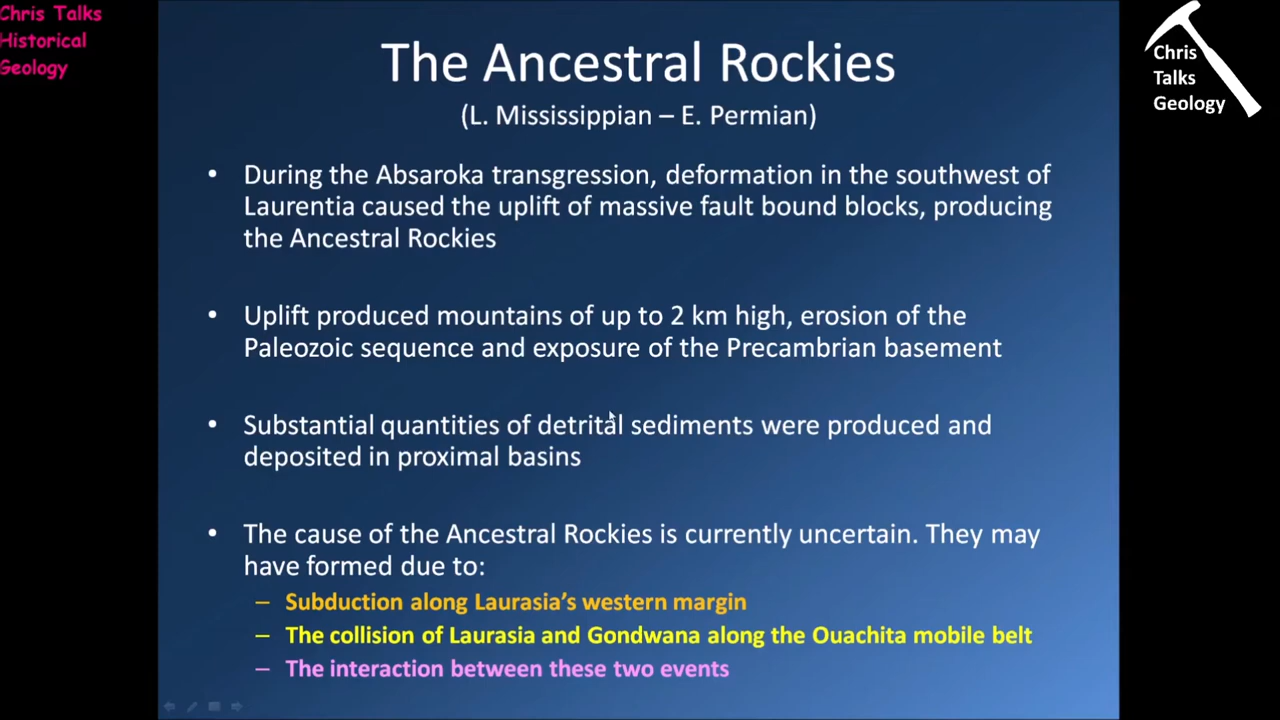 Chris Talks
Historical
Geology
Chris
Talks
Geology
The Ancestral Rockies
(L. Mississippian – E. Permian)
• During the Absaroka transgression, deformation in the southwest of
Laurentia caused the uplift of massive fault bound blocks, producing
the Ancestral Rockies
• Uplift produced mountains of up to 2 km high, erosion of the
Paleozoic sequence and exposure of the Precambrian basement
• Substantial quantities of detrital sediments were produced and
deposited in proximal basins
• The cause of the Ancestral Rockies is currently uncertain. They may
have formed due to:
– Subduction along Laurasia’s western margin
– The collision of Laurasia and Gondwana along the Ouachita mobile belt
– The interaction between these two events